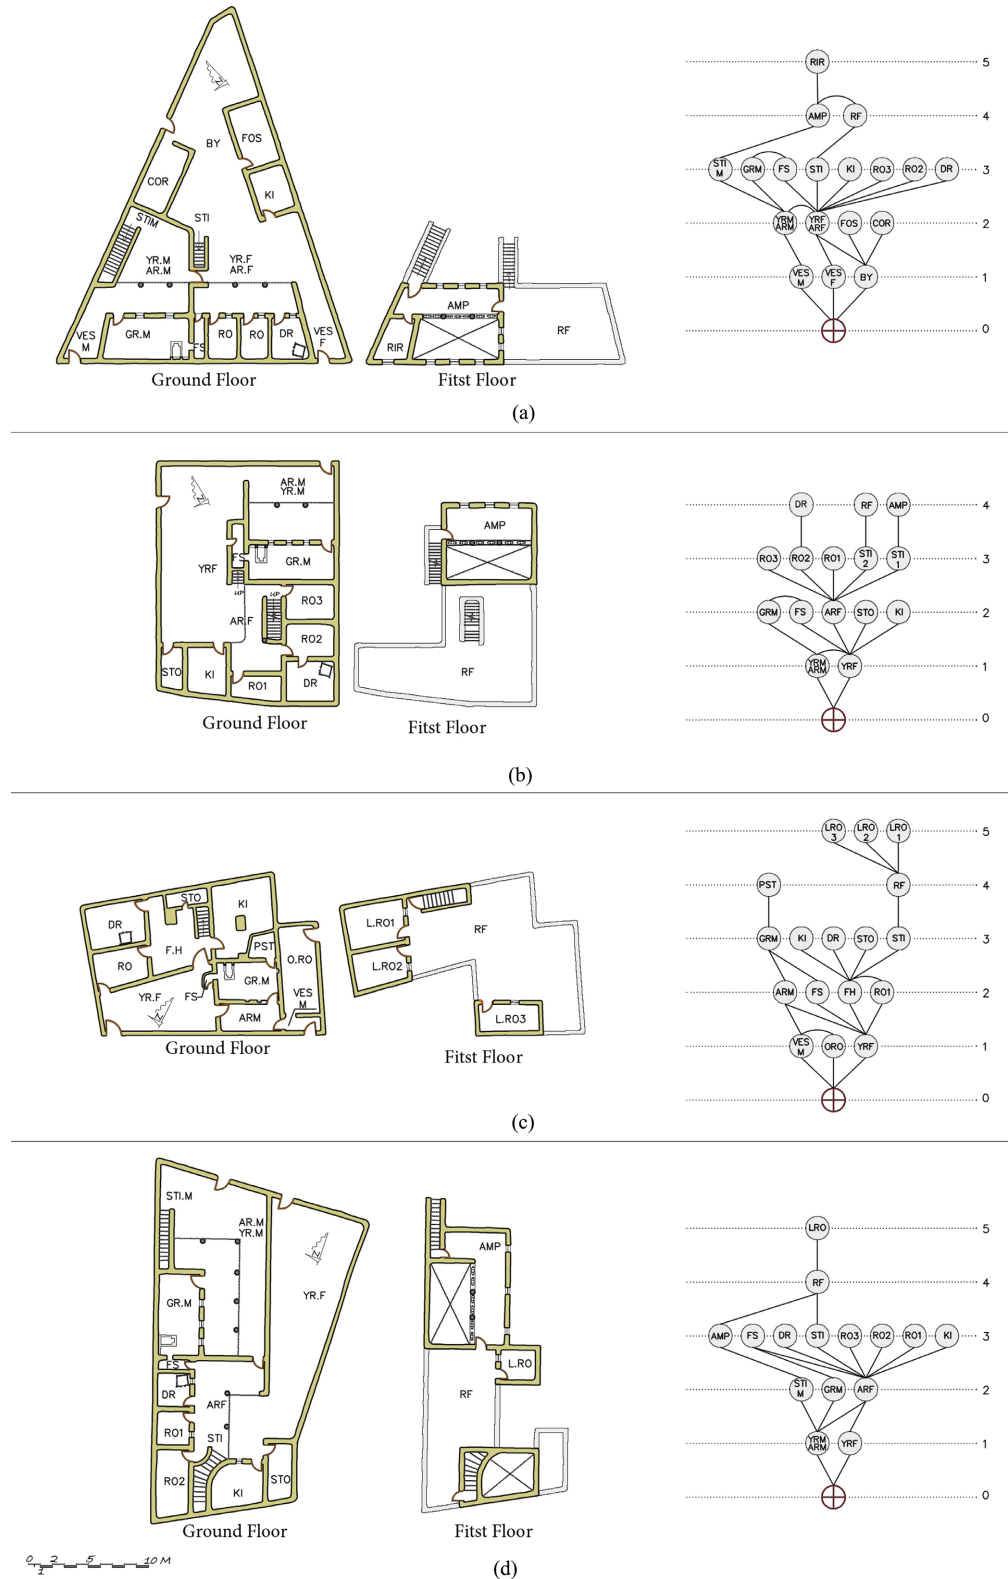 BY
FOS
COR
KI
STIM
STI
YR.M
AR.M
YR.F
AR.F
VES
M
GR.M
FS
RO
RO
DR
VES
F
Ground Floor
AMP
RIR
RF
Fitst Floor
RIR
5
AMP
RF
4
STI
M
GRM
FS
STI
KI
RO3
RO2
DR
3
YRM
ARM
YRF
ARF
FOS
COR
2
VES
M
VES
F
BY
1
0
(a)
AR.M
YR.M
YRF
FS
GR.M
UP
UP
AR.F
RO3
RO2
STO
KI
RO1
DR
Ground Floor
AMP
RF
Fitst Floor
DR
RF
AMP
4
RO3
RO2
RO1
STI
2
STI
1
3
GRM
FS
ARF
STO
KI
2
YRM
ARM
YRF
1
0
(b)
STO
KI
DR
F.H
RO
PST
O.RO
GR.M
YR.F
FS
VES
M
ARM
Ground Floor
L.RO1
RF
L.RO2
L.RO3
Fitst Floor
LRO
3
LRO
2
LRO
1
5
PST
RF
4
GRM
KI
DR
STO
STI
3
ARM
FS
FH
RO1
2
VES
M
ORO
YRF
1
0
(c)
STI.M
AR.M
YR.M
YR.F
GR.M
FS
DR
ARF
RO1
STI
RO2
KI
STO
Ground Floor
AMP
L.RO
RF
Fitst Floor
LRO
5
RF
4
AMP
FS
DR
STI
RO3
RO2
RO1
KI
3
STI
M
GRM
ARF
2
YRM
ARM
YRF
1
0
0 1 2 5 10 M
(d)